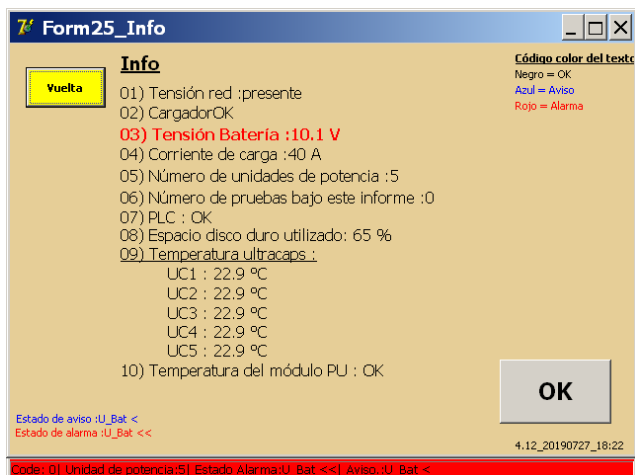 Form25_Info
Info
Vuelta
Código color del texto
Negro = OK
Azul = Aviso
Rojo = Alarma
01) Tensión red :presente
02) CargadorOK
03) Tensión Batería :10.1 V
04) Corriente de carga :40 A
05) Número de unidades de potencia :5
06) Número de pruebas bajo este informe :0
07) PLC : OK
08) Espacio disco duro utilizado: 65 %
09) Temperatura ultracaps :
UC1 : 22.9 ºC
UC2 : 22.9 ºC
UC3 : 22.9 ºC
UC4 : 22.9 ºC
UC5 : 22.9 ºC
10) Temperatura del módulo PU : OK
OK
Estado de aviso :U_Bat <
Estado de alarma :U_Bat <<
4.12_20190727_18:22
Code: 0| Unidad de potencia:5| Estado Alarma:U_Bat <<| Aviso.:U_Bat <